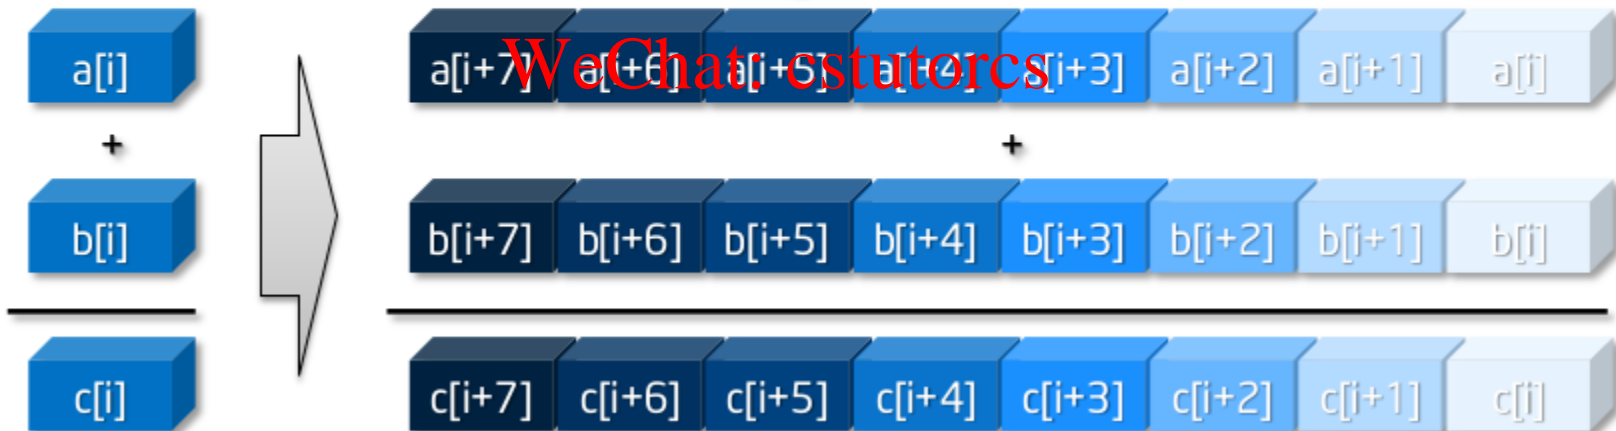 a[i] a[i+7] a[i+6] a[i+5] a[i+4] a[i+3] a[i+2] a[i+1] a[i]
WeChat: cstutorcs
+ +
b[i] b[i+7] b[i+6] b[i+5] b[i+4] b[i+3] b[i+2] b[i+1] b[i]
c[i] c[i+7] c[i+6] c[i+5] c[i+4] c[i+3] c[i+2] c[i+1] c[i]